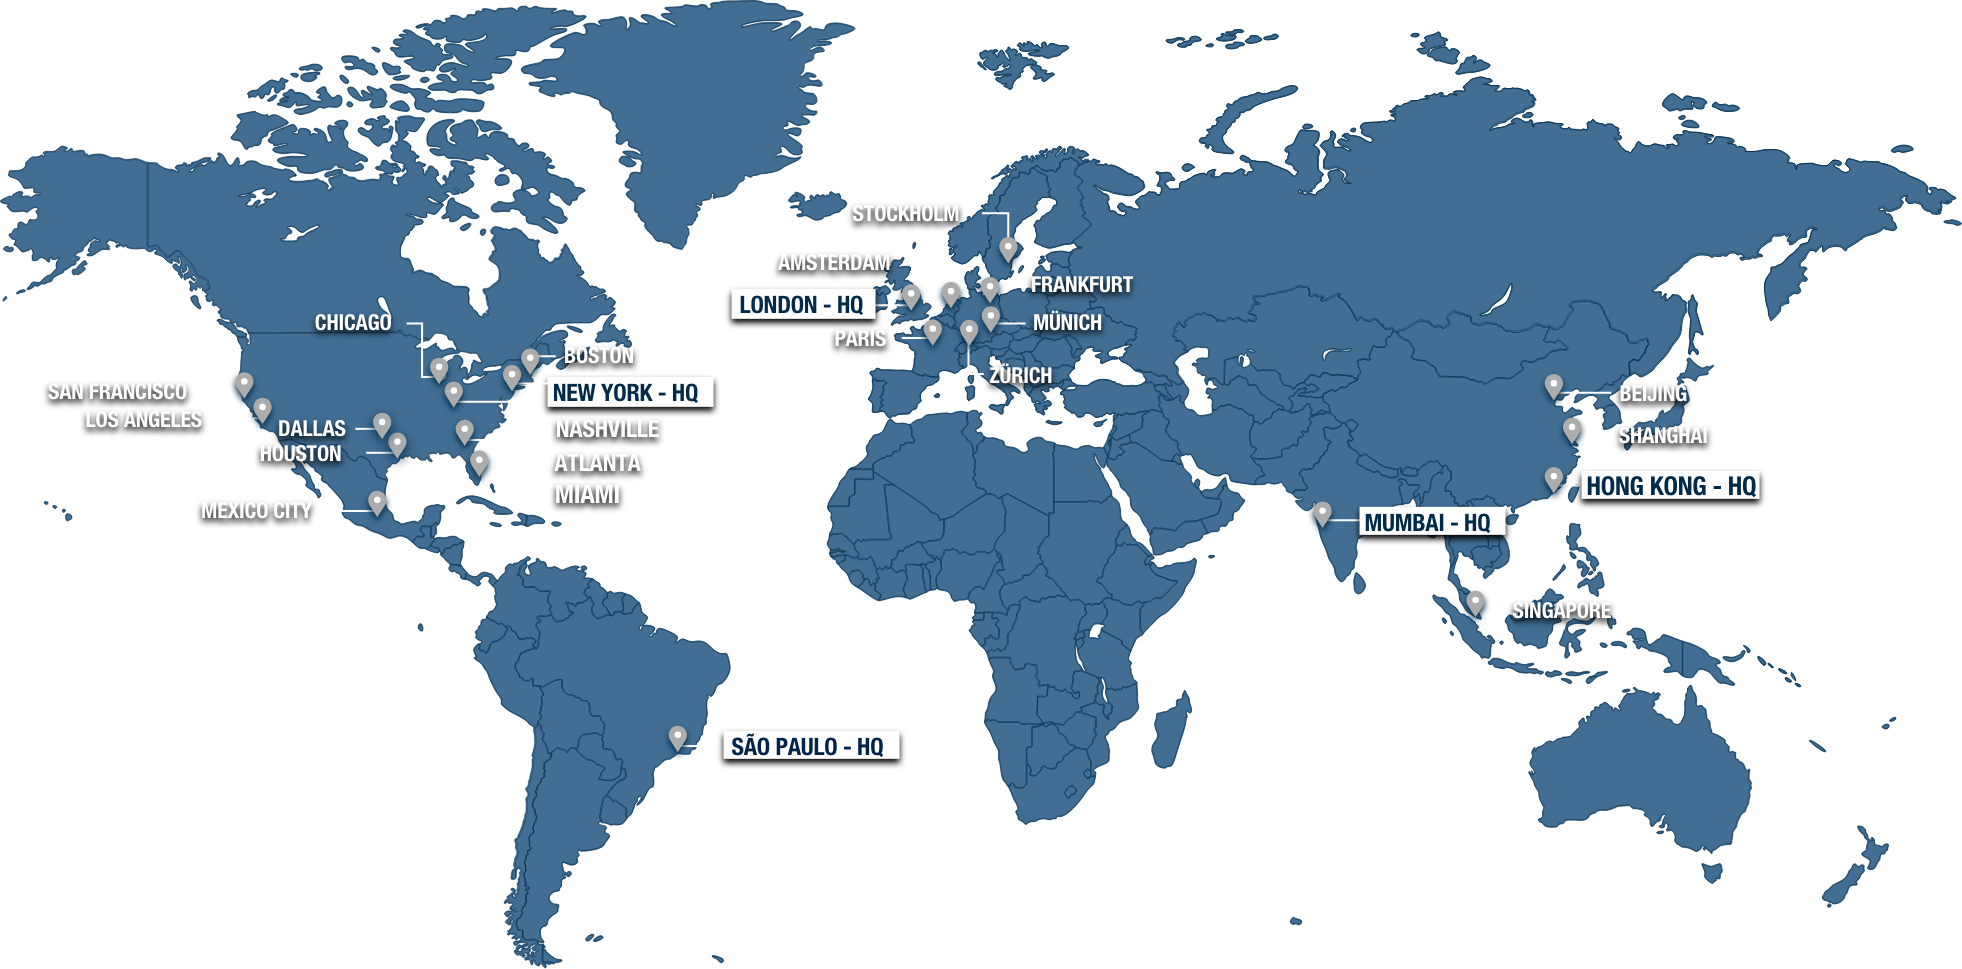 STOCKHOLM
AMSTERDAM
FRANKFURT
LONDON - HQ
CHICAGO
MÜNICH
PARIS
BOSTON
ZÜRICH
SAN FRANCISCO
NEW YORK - HQ
BEIJING
LOS ANGELES
DALLAS
NASHVILLE
SHANGHAI
HOUSTON
ATLANTA
HONG KONG - HQ
MIAMI
MEXICO CITY
MUMBAI - HQ
SINGAPORE
SÃO PAULO - HQ